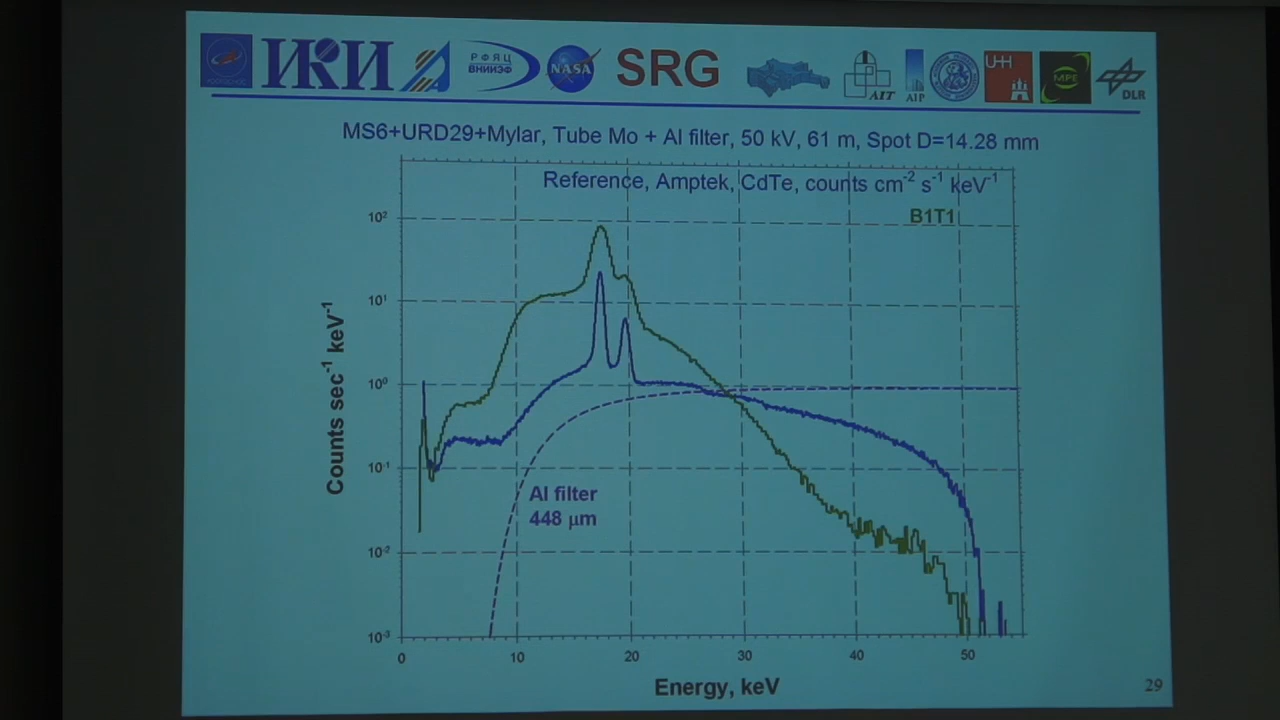 ИКИ РФЯЦ ВНИИЭФ NASA SRG AIT AIP UHH MPE DLR
MS6+URD29+Mylar, Tube Mo + Al filter, 50 kV, 61 m, Spot D=14.28 mm
Reference, Amptek, CdTe, counts cm⁻² s⁻¹ keV⁻¹
B1T1
10²
10¹
10⁰
10⁻¹
10⁻²
10⁻³
Counts sec⁻¹ keV⁻¹
Al filter
448 μm
0 10 20 30 40 50
Energy, keV
29